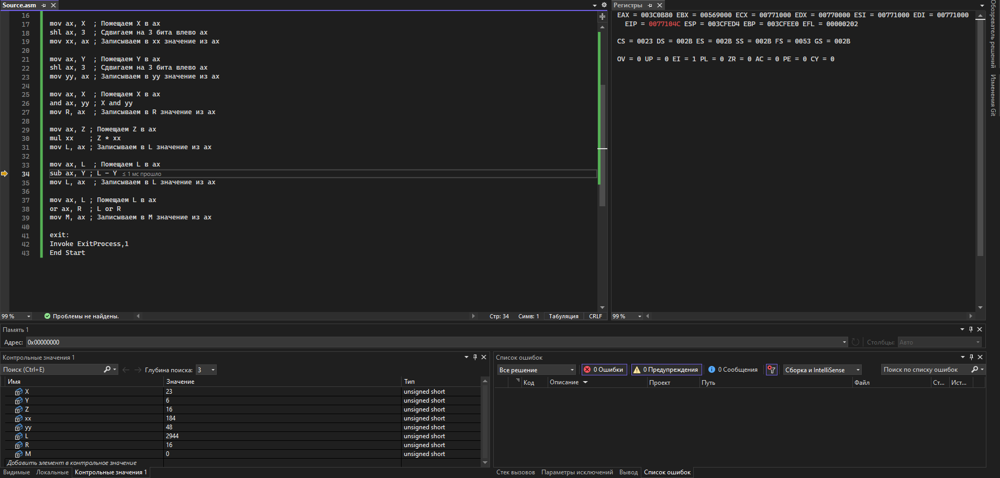 Source.asm
16
17 mov ax, X  ; Помещаем X в ax
18 shl ax, 3  ; Сдвигаем на 3 бита влево ax
19 mov xx, ax ; Записываем в xx значение из ax
20
21 mov ax, Y  ; Помещаем Y в ax
22 shl ax, 3  ; Сдвигаем на 3 бита влево ax
23 mov yy, ax ; Записываем в yy значение из ax
24
25 mov ax, X  ; Помещаем X в ax
26 and ax, yy ; X and yy
27 mov R, ax  ; Записываем в R значение из ax
28
29 mov ax, Z ; Помещаем Z в ax
30 mul xx    ; Z * xx
31 mov L, ax ; Записываем в L значение из ax
32
33 mov ax, L  ; Помещаем L в ax
34 sub ax, Y ; L - Y ≤ 1 мс прошло
35 mov L, ax  ; Записываем в L значение из ax
36
37 mov ax, L ; Помещаем L в ax
38 or ax, R  ; L or R
39 mov M, ax ; Записываем в M значение из ax
40
41 exit:
42 Invoke ExitProcess,1
43 End Start
99 % Проблемы не найдены. Стр: 34 Симв: 1 Табуляция CRLF
Регистры
EAX = 003C0B80 EBX = 00569000 ECX = 00771000 EDX = 00770000 ESI = 00771000 EDI = 00771000
EIP = 0077104C ESP = 003CFED4 EBP = 003CFEE0 EFL = 00000202
CS = 0023 DS = 002B ES = 002B SS = 002B FS = 0053 GS = 002B
OV = 0 UP = 0 EI = 1 PL = 0 ZR = 0 AC = 0 PE = 0 CY = 0
99 %
Обозреватель решений
Изменения Git
Память 1
Адрес: 0x00000000 Столбцы: Авто
Контрольные значения 1
Поиск (Ctrl+E) Глубина поиска: 3
Имя Значение Тип
X 23 unsigned short
Y 6 unsigned short
Z 16 unsigned short
xx 184 unsigned short
yy 48 unsigned short
L 2944 unsigned short
R 16 unsigned short
M 0 unsigned short
Добавить элемент в контрольное значение
Видимые Локальные Контрольные значения 1
Список ошибок
Все решение 0 Ошибки 0 Предупреждения 0 Сообщения Сборка и IntelliSense Поиск по списку ошибок
Код Описание Проект Путь Файл Ст... Ист...
Стек вызовов Параметры исключений Вывод Список ошибок